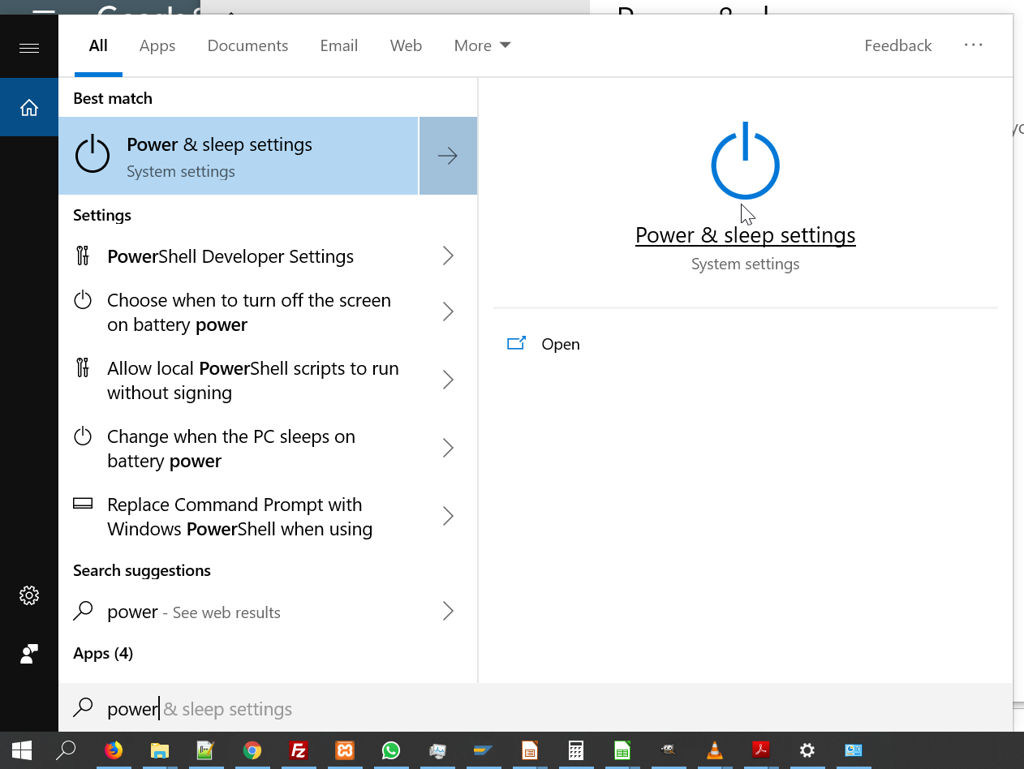 All Apps Documents Email Web More Feedback ...
Best match
Power & sleep settings
System settings
Settings
PowerShell Developer Settings
Choose when to turn off the screen
on battery power
Allow local PowerShell scripts to run
without signing
Change when the PC sleeps on
battery power
Replace Command Prompt with
Windows PowerShell when using
Search suggestions
power - See web results
Apps (4)
power & sleep settings
Power & sleep settings
System settings
Open